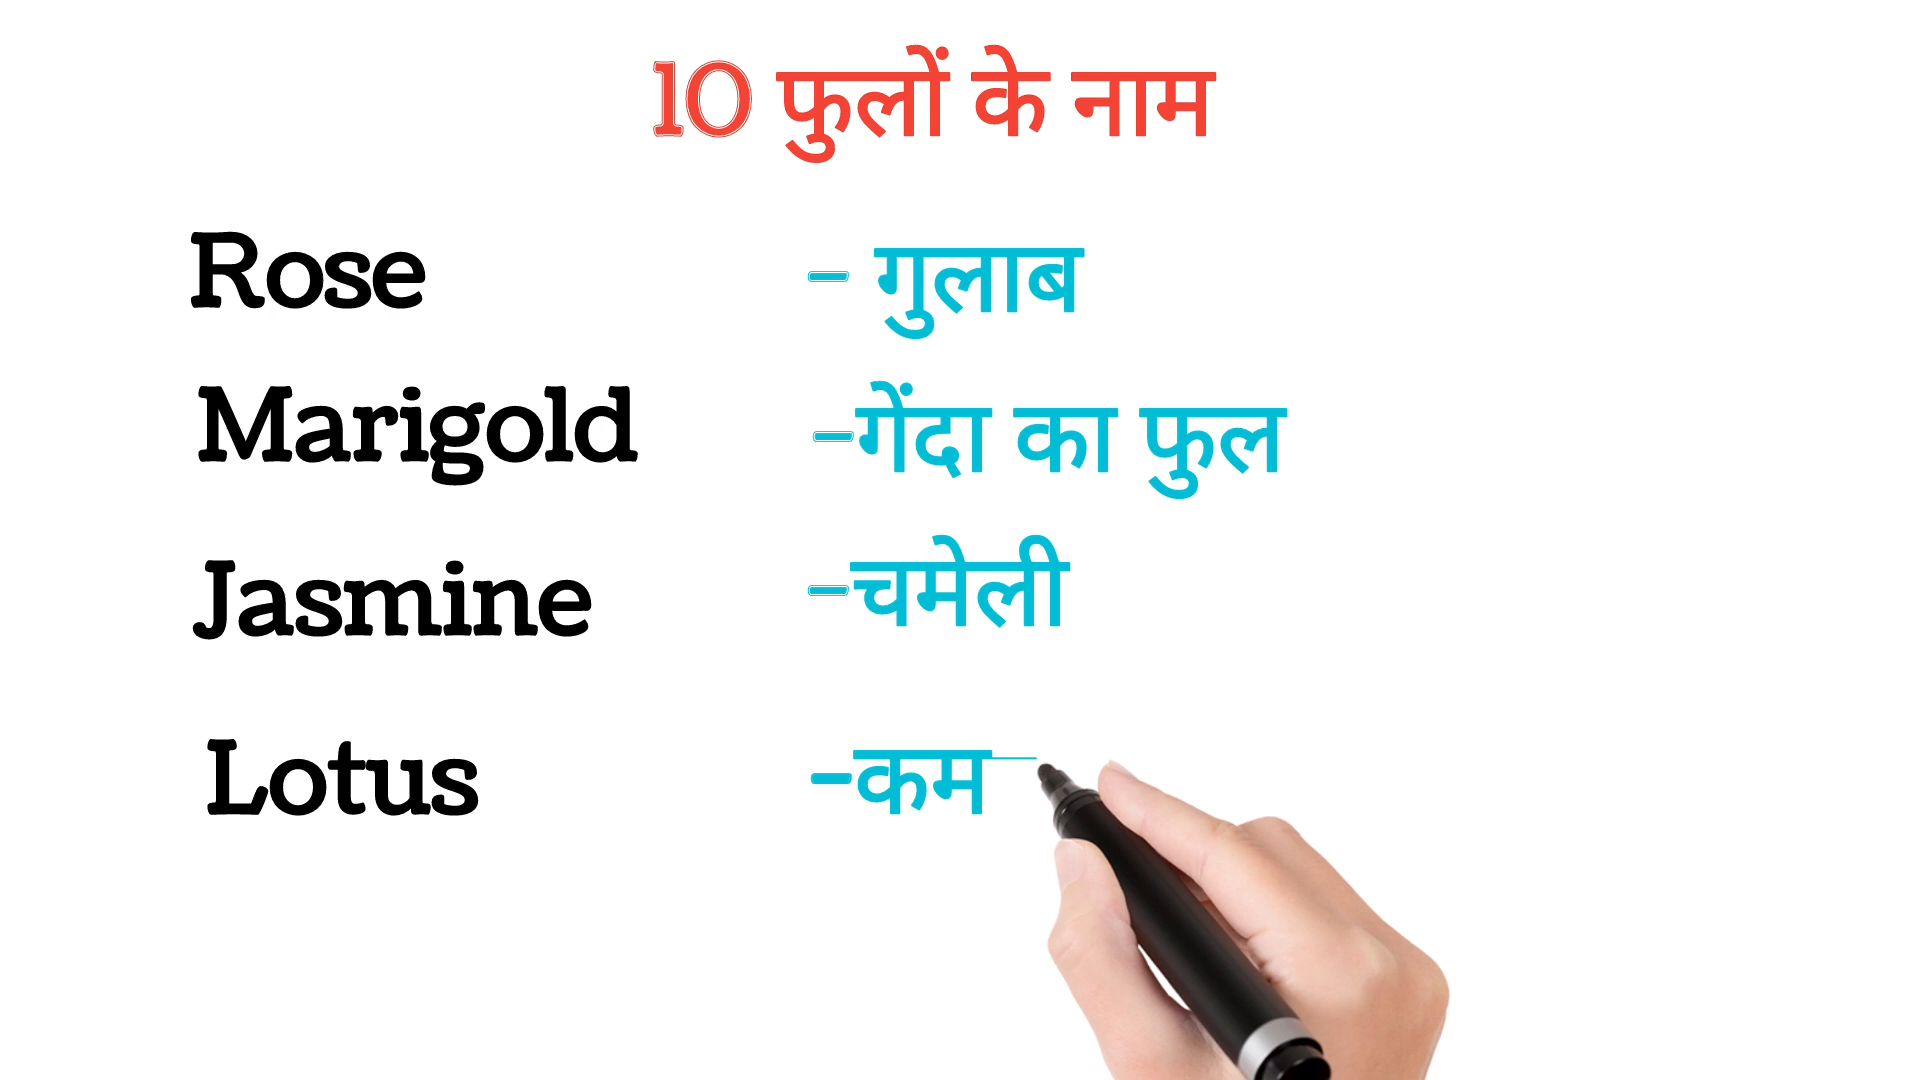 10 फुलों के नाम
Rose - गुलाब
Marigold -गेंदा का फुल
Jasmine -चमेली
Lotus -कम